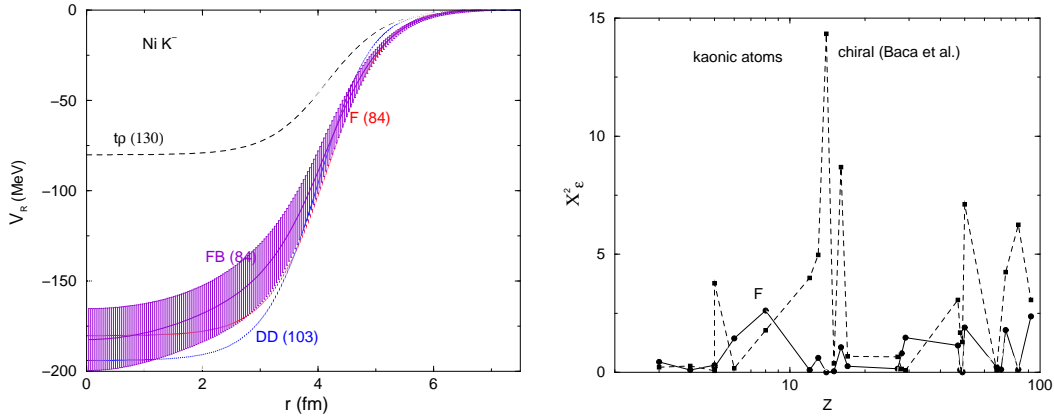 0
Ni K⁻
−50
F (84)
tρ (130)
−100
V_R (MeV)
FB (84)
−150
DD (103)
−200
0 2 4 6
r (fm)
15
kaonic atoms
chiral (Baca et al.)
10
X²ε
5
F
0
10 100
Z